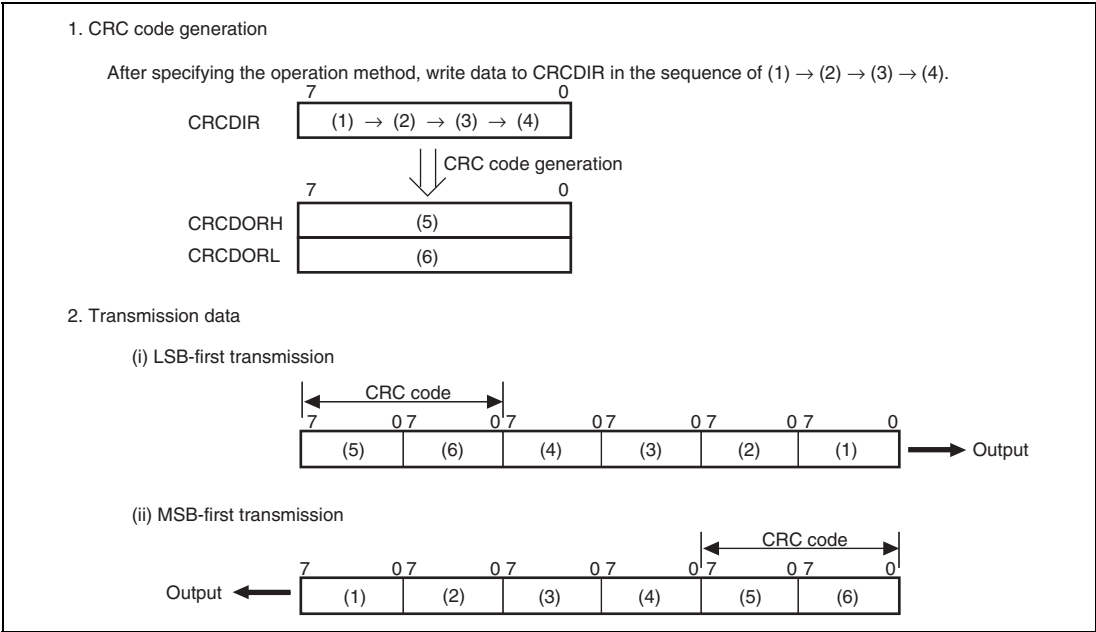 1. CRC code generation
After specifying the operation method, write data to CRCDIR in the sequence of (1) → (2) → (3) → (4).
7 0
CRCDIR (1) → (2) → (3) → (4)
CRC code generation
7 0
CRCDORH (5)
CRCDORL (6)
2. Transmission data
(i) LSB-first transmission
CRC code
7 0 7 0 7 0 7 0 7 0 7 0
(5) (6) (4) (3) (2) (1) Output
(ii) MSB-first transmission
CRC code
7 0 7 0 7 0 7 0 7 0 7 0
Output (1) (2) (3) (4) (5) (6)